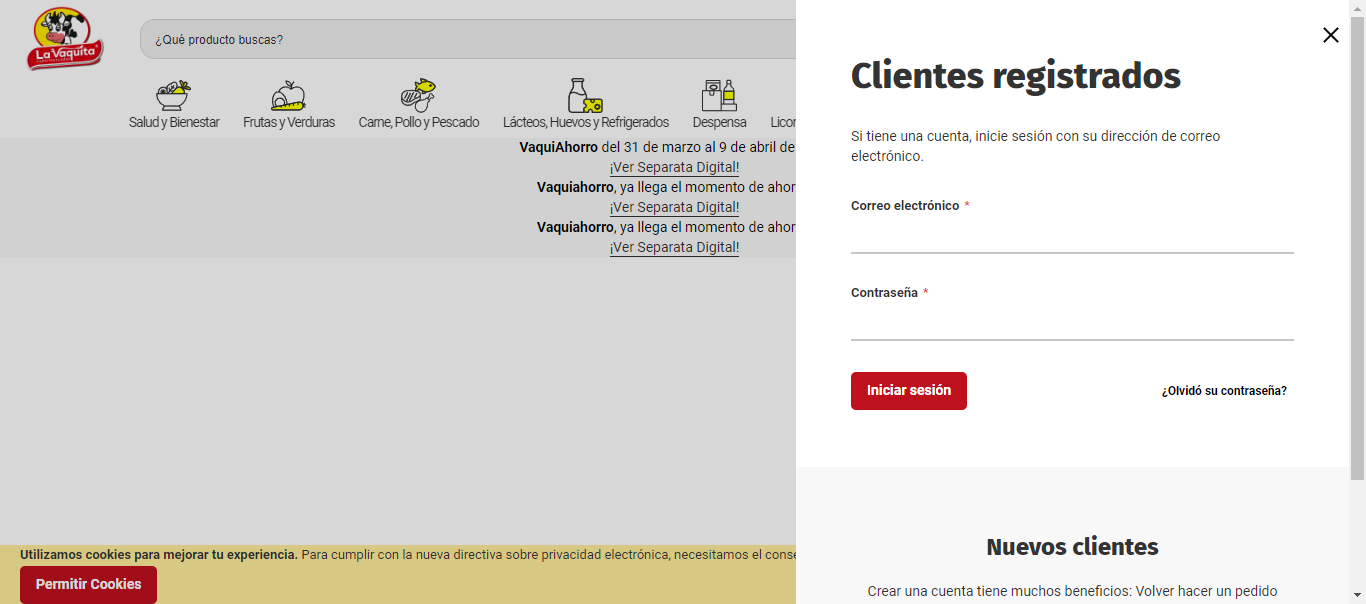 La Vaquita
¿Qué producto buscas?
Salud y Bienestar
Frutas y Verduras
Carne, Pollo y Pescado
Lácteos, Huevos y Refrigerados
Despensa
Licor
VaquiAhorro del 31 de marzo al 9 de abril de
¡Ver Separata Digital!
Vaquiahorro, ya llega el momento de ahor
¡Ver Separata Digital!
Vaquiahorro, ya llega el momento de ahor
¡Ver Separata Digital!
Utilizamos cookies para mejorar tu experiencia. Para cumplir con la nueva directiva sobre privacidad electrónica, necesitamos el conse
Permitir Cookies
Clientes registrados
Si tiene una cuenta, inicie sesión con su dirección de correo
electrónico.
Correo electrónico *
Contraseña *
Iniciar sesión
¿Olvidó su contraseña?
Nuevos clientes
Crear una cuenta tiene muchos beneficios: Volver hacer un pedido